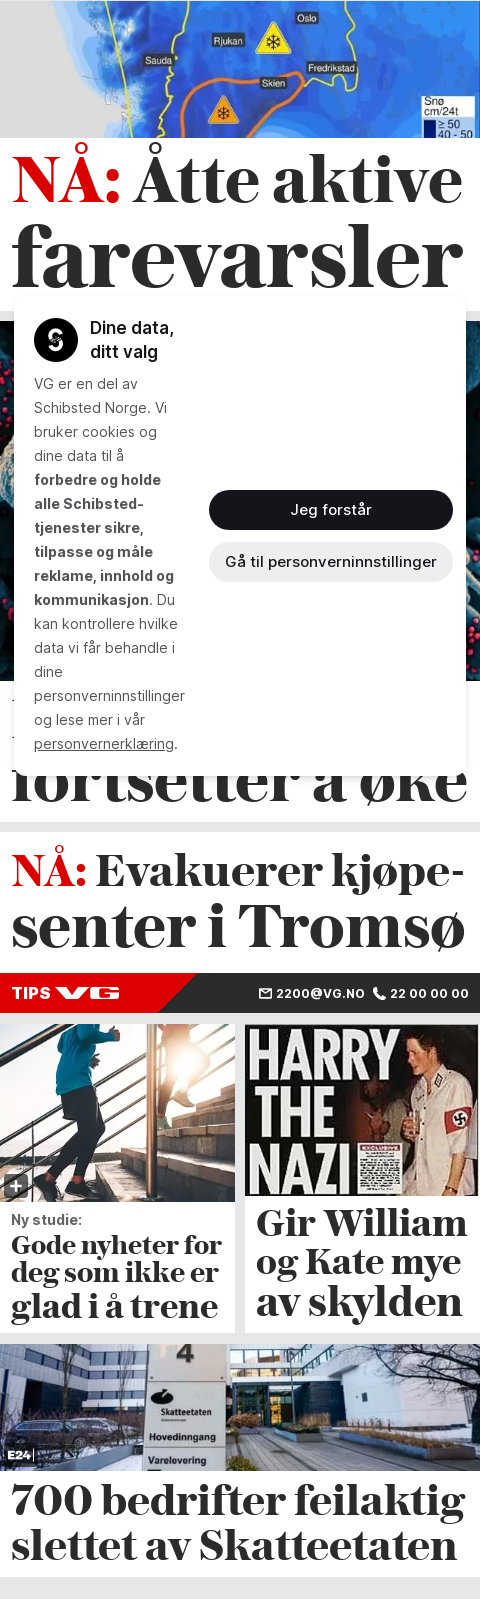 Oslo
Rjukan
Sauda
Fredrikstad
Skien
Snø
cm/24t
≥ 50
40 - 50
NÅ: Åtte aktive
farevarsler
Dine data,
ditt valg
VG er en del av
Schibsted Norge. Vi
bruker cookies og
dine data til å
forbedre og holde
alle Schibsted-
tjenester sikre,
tilpasse og måle
reklame, innhold og
kommunikasjon. Du
kan kontrollere hvilke
data vi får behandle i
dine
personverninnstillinger
og lese mer i vår
personvernerklæring.
Jeg forstår
Gå til personverninnstillinger
fortsetter å øke
NÅ: Evakuerer kjøpe-
senter i Tromsø
TIPS VG
2200@VG.NO 22 00 00 00
Ny studie:
Gode nyheter for
deg som ikke er
glad i å trene
HARRY
THE
NAZI
Gir William
og Kate mye
av skylden
4
Skatteetaten
Hovedinngang
Varelevering
E24
700 bedrifter feilaktig
slettet av Skatteetaten